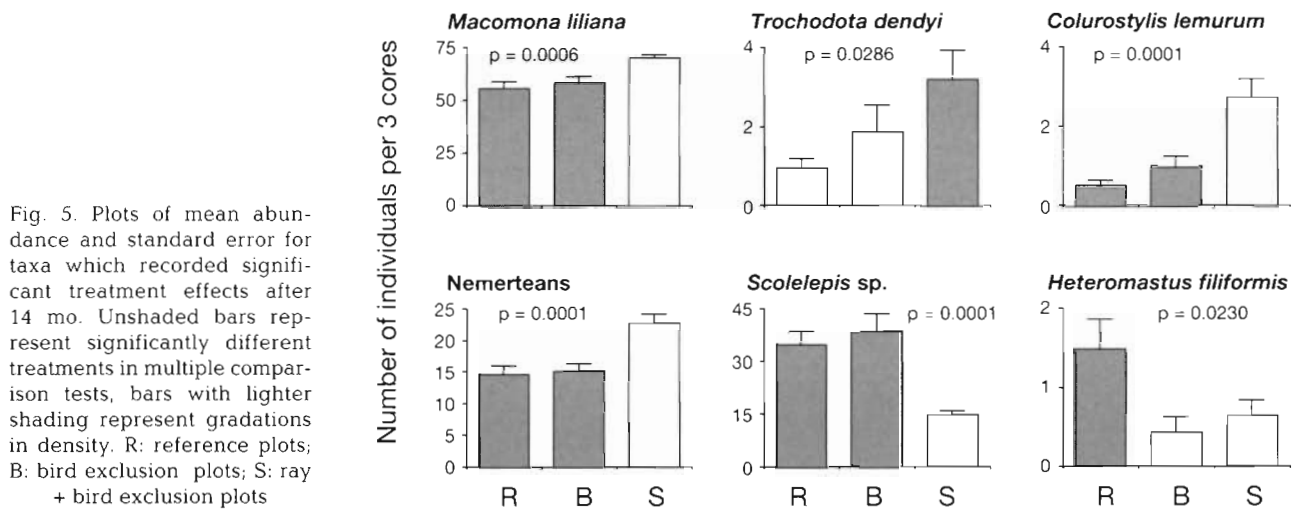 Fig. 5. Plots of mean abun-
dance and standard error for
taxa which recorded signifi-
cant treatment effects after
14 mo. Unshaded bars rep-
resent significantly different
treatments in multiple compar-
ison tests, bars with lighter
shading represent gradations
in density. R: reference plots;
B: bird exclusion plots; S: ray
+ bird exclusion plots
Number of individuals per 3 cores
Macomona liliana
p = 0.0006
75
50
25
0
Trochodota dendyi
p = 0.0286
4
2
0
Colurostylis lemurum
p = 0.0001
4
2
0
Nemerteans
p = 0.0001
25
20
15
10
5
0
R B S
Scolelepis sp.
p = 0.0001
45
30
15
0
R B S
Heteromastus filiformis
p = 0.0230
2
1
0
R B S